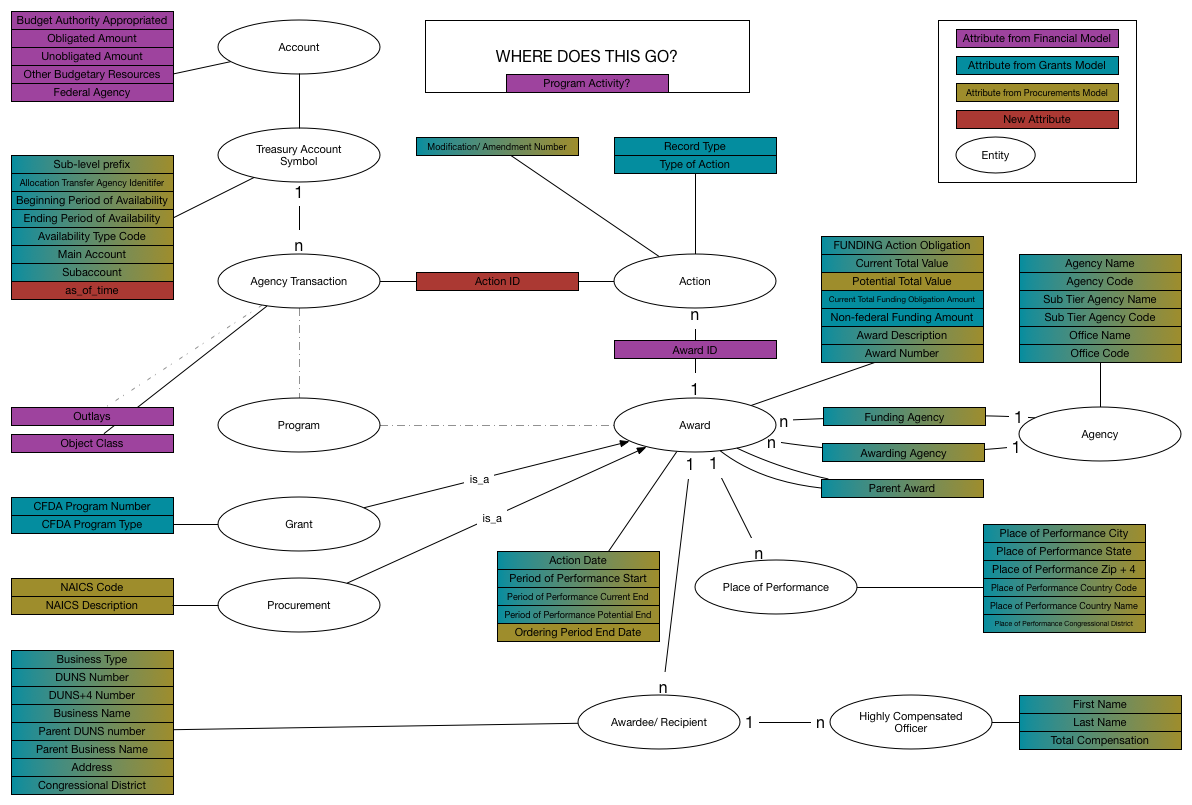 Budget Authority Appropriated
Obligated Amount
Unobligated Amount
Other Budgetary Resources
Federal Agency
Account
WHERE DOES THIS GO?
Program Activity?
Attribute from Financial Model
Attribute from Grants Model
Attribute from Procurements Model
New Attribute
Entity
Sub-level prefix
Allocation Transfer Agency Idenitifer
Beginning Period of Availability
Ending Period of Availability
Availability Type Code
Main Account
Subaccount
as_of_time
Treasury Account
Symbol
1
n
Modification/ Amendment Number
Record Type
Type of Action
Agency Transaction
Action ID
Action
n
Award ID
1
FUNDING Action Obligation
Current Total Value
Potential Total Value
Current Total Funding Obligation Amount
Non-federal Funding Amount
Award Description
Award Number
Agency Name
Agency Code
Sub Tier Agency Name
Sub Tier Agency Code
Office Name
Office Code
Outlays
Object Class
Program
Award
n
Funding Agency
1
n
Awarding Agency
1
Agency
Parent Award
1
1
is_a
is_a
CFDA Program Number
CFDA Program Type
Grant
NAICS Code
NAICS Description
Procurement
Action Date
Period of Performance Start
Period of Performance Current End
Period of Performance Potential End
Ordering Period End Date
n
Place of Performance
Place of Performance City
Place of Performance State
Place of Performance Zip + 4
Place of Performance Country Code
Place of Performance Country Name
Place of Performance Congressional District
Business Type
DUNS Number
DUNS+4 Number
Business Name
Parent DUNS number
Parent Business Name
Address
Congressional District
n
Awardee/ Recipient
1
n
Highly Compensated
Officer
First Name
Last Name
Total Compensation